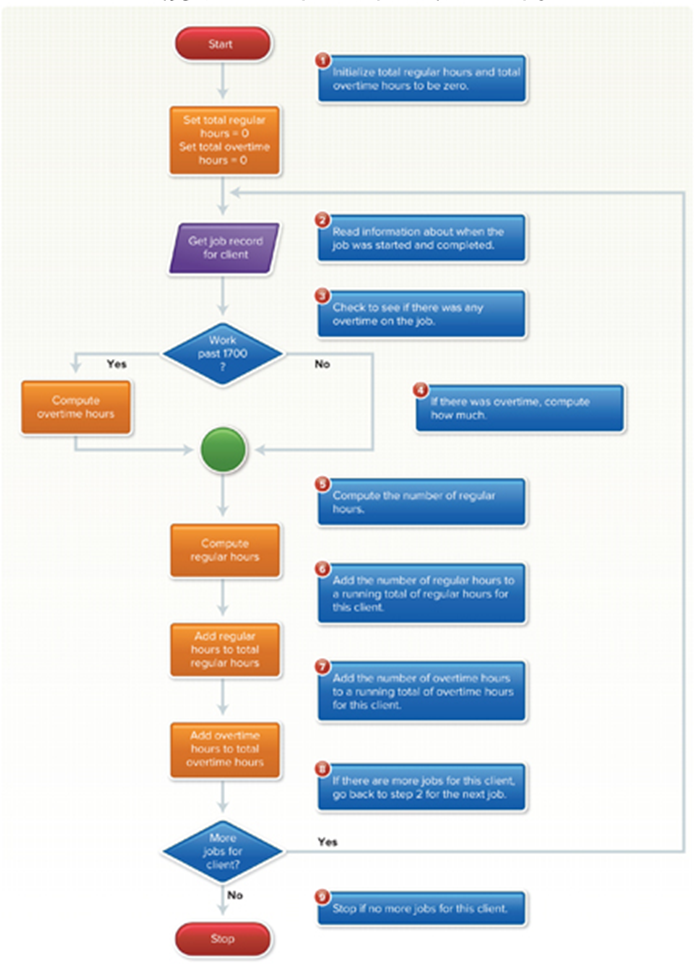 Start
1
Initialize total regular hours and total
overtime hours to be zero.
Set total regular
hours = 0
Set total overtime
hours = 0
Get job record
for client
2
Read information about when the
job was started and completed.
3
Check to see if there was any
overtime on the job.
Work
past 1700
?
Yes
No
Compute
overtime hours
4
If there was overtime, compute
how much.
5
Compute the number of regular
hours.
Compute
regular hours
6
Add the number of regular hours to
a running total of regular hours for
this client.
Add regular
hours to total
regular hours
7
Add the number of overtime hours
to a running total of overtime hours
for this client.
Add overtime
hours to total
overtime hours
8
If there are more jobs for this client,
go back to step 2 for the next job.
More
jobs for
client?
Yes
No
9
Stop if no more jobs for this client.
Stop